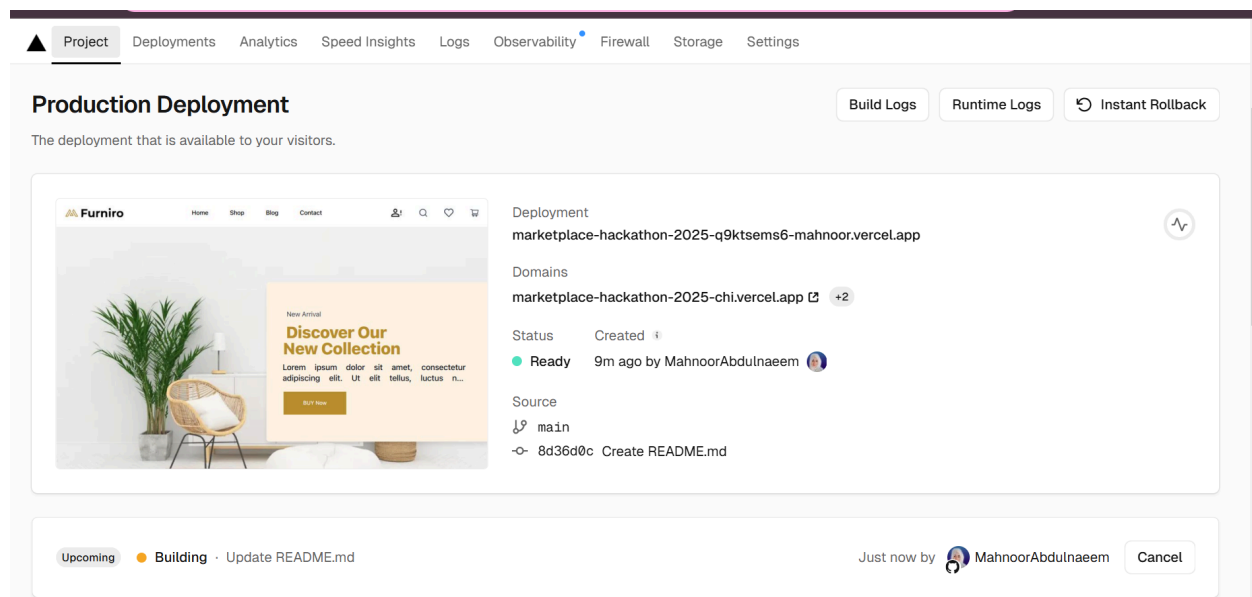 Project Deployments Analytics Speed Insights Logs Observability Firewall Storage Settings
Production Deployment
Build Logs Runtime Logs Instant Rollback
The deployment that is available to your visitors.
Furniro Home Shop Blog Contact
New Arrival
Discover Our
New Collection
Lorem ipsum dolor sit amet, consectetur
adipiscing elit. Ut elit tellus, luctus n...
BUY Now
Deployment
marketplace-hackathon-2025-q9ktsems6-mahnoor.vercel.app
Domains
marketplace-hackathon-2025-chi.vercel.app +2
Status Created
Ready 9m ago by MahnoorAbdulnaeem
Source
main
8d36d0c Create README.md
Upcoming Building · Update README.md Just now by MahnoorAbdulnaeem Cancel